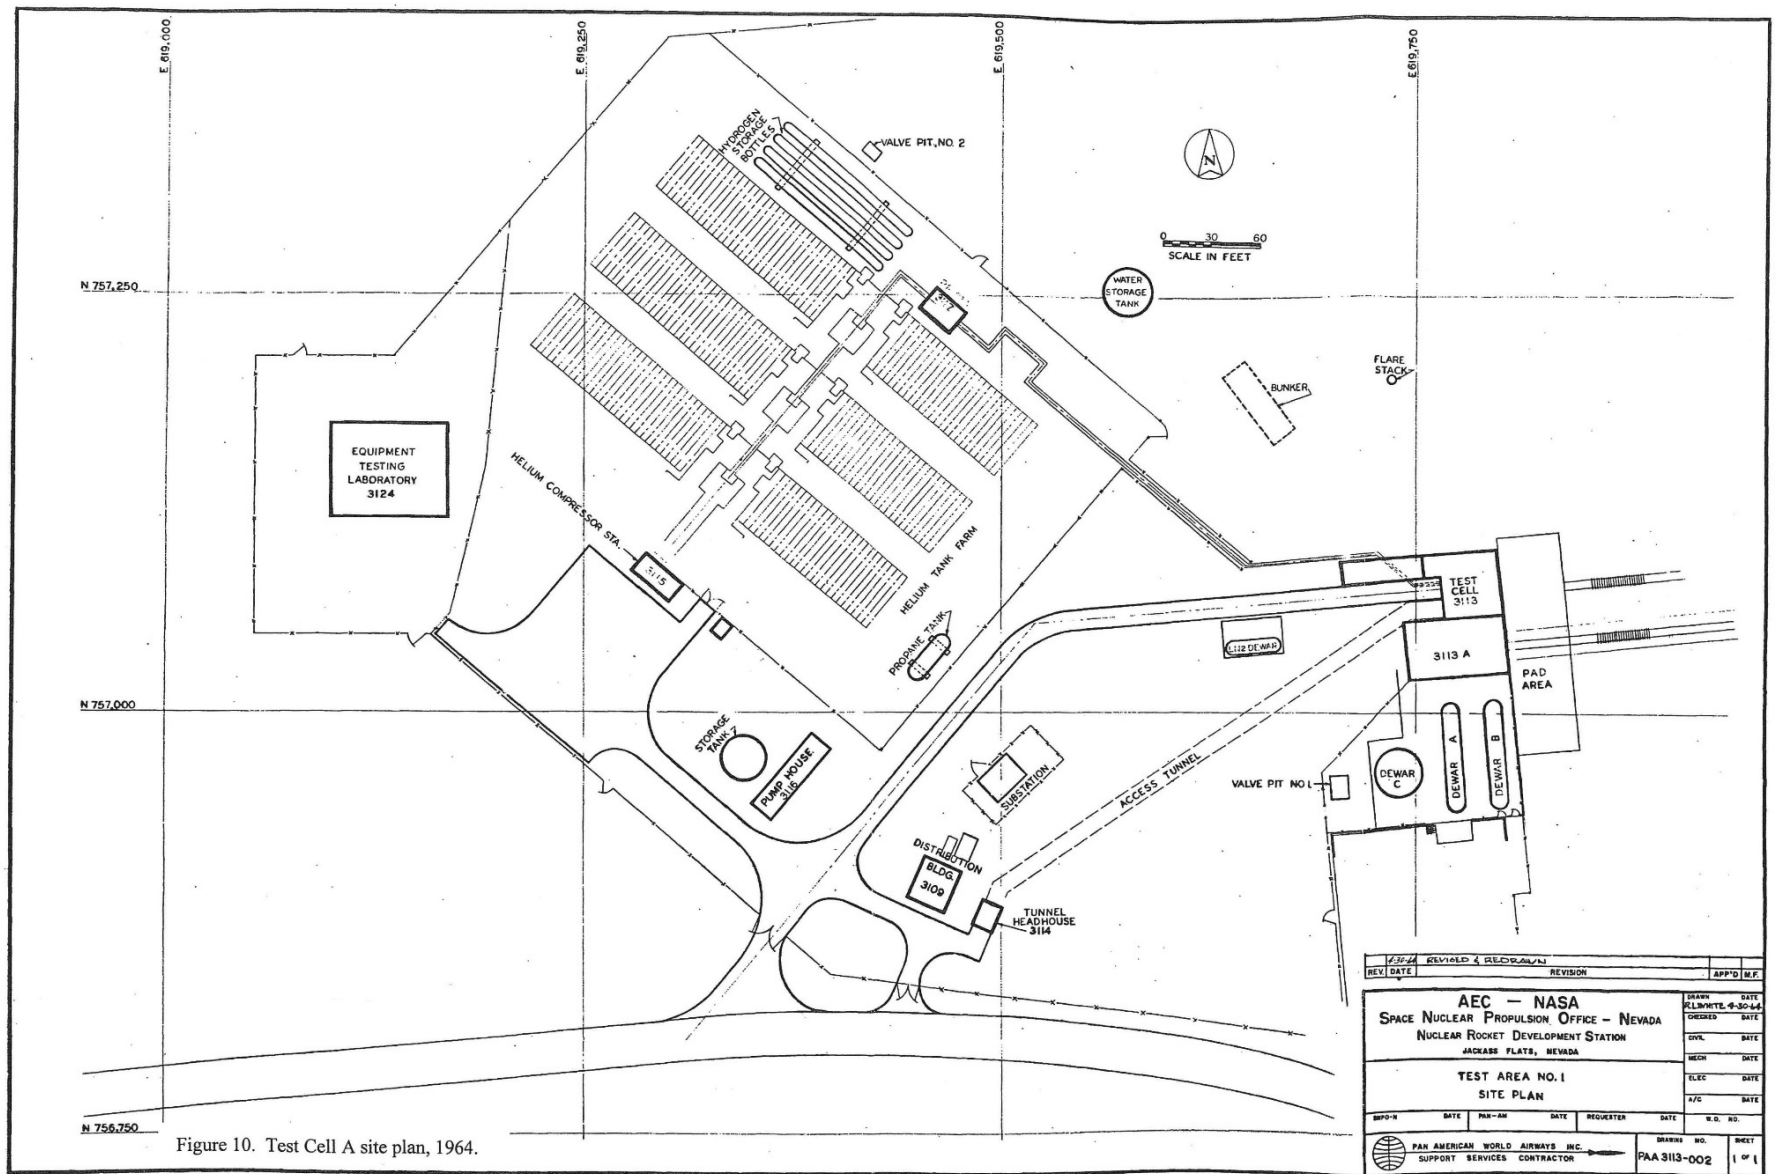 E 619,000
E 619,250
E 619,500
E 619,750
HYDROGEN
STORAGE
BOTTLES
VALVE PIT, NO. 2
N
0 30 60
SCALE IN FEET
N 757,250
WATER
STORAGE
TANK
FLARE
STACK
BUNKER
EQUIPMENT
TESTING
LABORATORY
3124
HELIUM COMPRESSOR STA.
3115
HELIUM TANK FARM
PROPANE TANK
TEST
CELL
3113
3113 A
PAD
AREA
N 757,000
STORAGE
TANK
PUMP HOUSE.
3116
SUBSTATION
ACCESS TUNNEL
VALVE PIT NO 1
DEWAR
C
DEWAR A
DEWAR B
DISTRIBUTION
BLDG.
3109
TUNNEL
HEADHOUSE
3114
N 756,750
Figure 10. Test Cell A site plan, 1964.
REVISED & REDRAWN
REV. DATE REVISION APP'D M.F.
AEC — NASA
SPACE NUCLEAR PROPULSION OFFICE – NEVADA
NUCLEAR ROCKET DEVELOPMENT STATION
JACKASS FLATS, NEVADA
TEST AREA NO. 1
SITE PLAN
DRAWN DATE
R.L.WHITE 4-30-64
CHECKED DATE
CIVIL DATE
MECH DATE
ELEC DATE
A/C DATE
SNPO-N DATE PAN-AM DATE REQUESTER DATE W.O. NO.
PAN AMERICAN WORLD AIRWAYS INC.
SUPPORT SERVICES CONTRACTOR
DRAWING NO.
PAA 3113-002
SHEET
1 OF 1